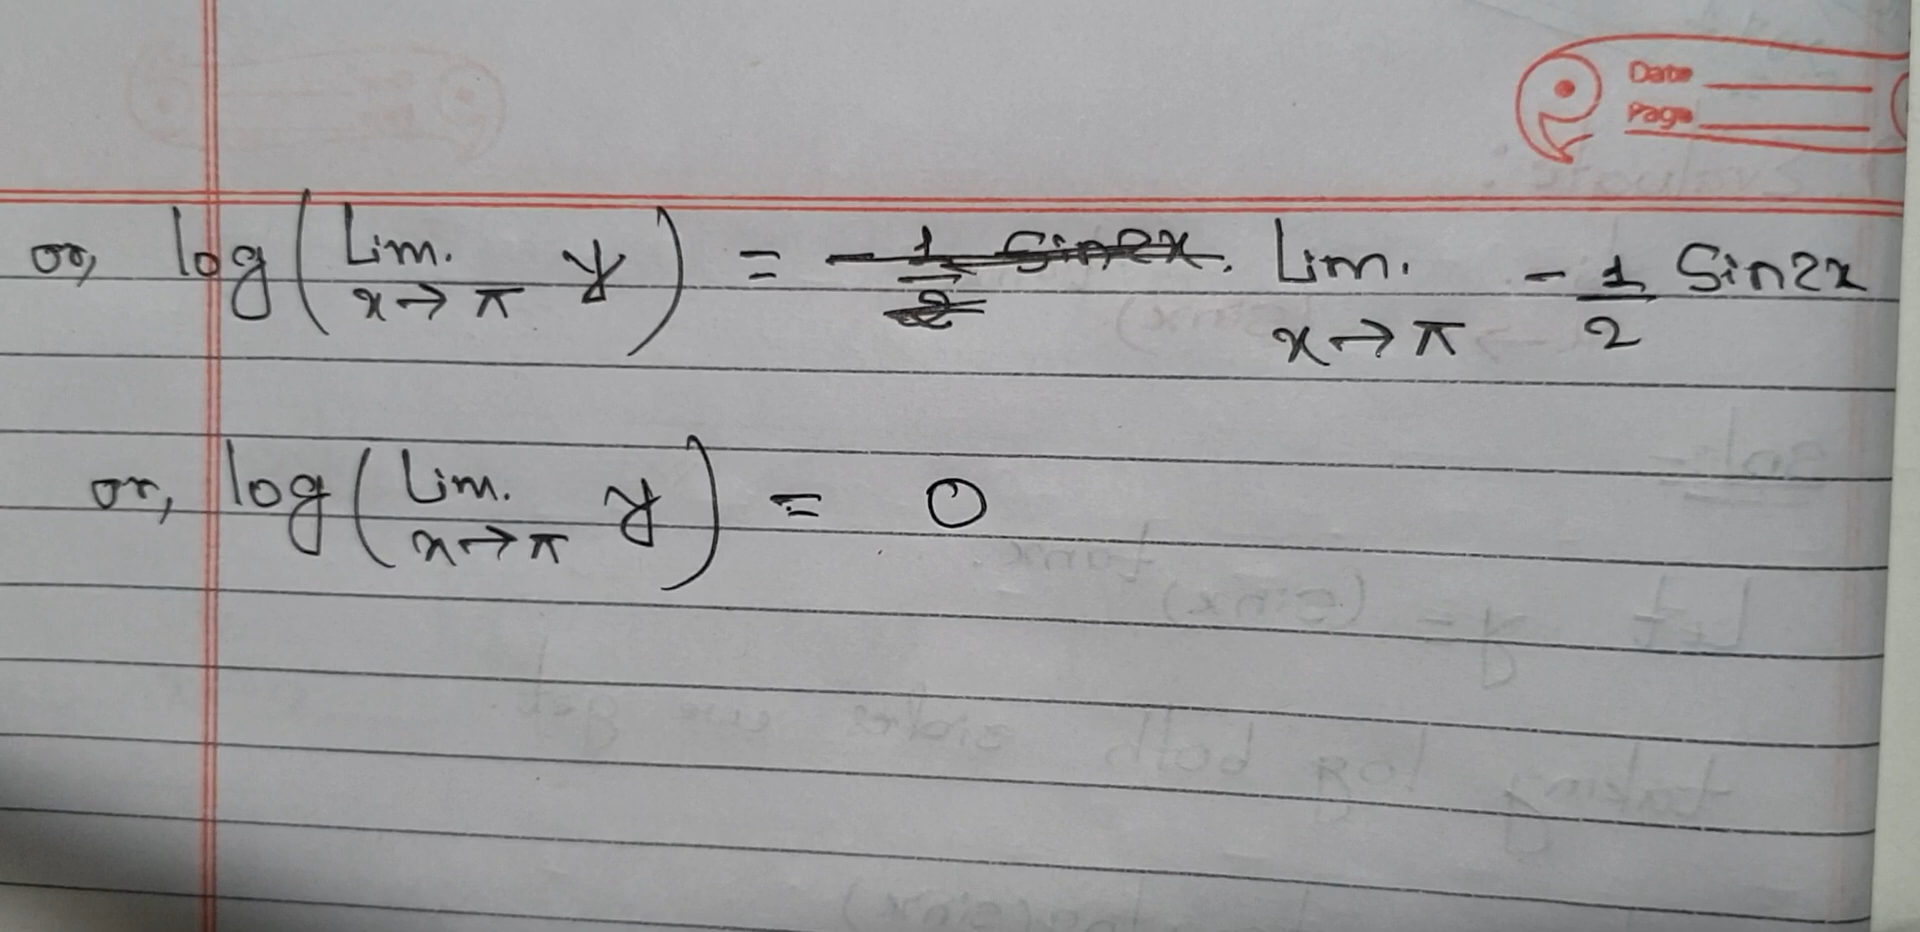 Date
Page
or, log ( Lim. x→π y ) = Lim. x→π - 1/2 Sin2x
or, log ( Lim. x→π y ) = 0